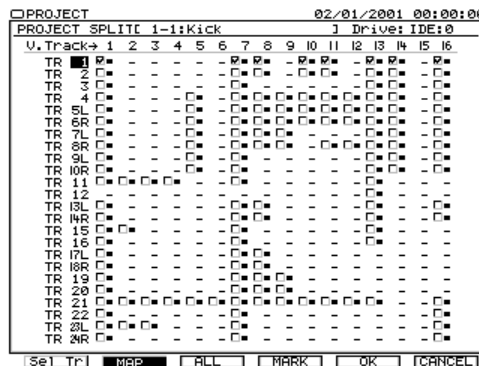 PROJECT 02/01/2001 00:00:00
PROJECT SPLIT[ 1-1:Kick ] Drive:IDE:0
V.Track→ 1 2 3 4 5 6 7 8 9 10 11 12 13 14 15 16
TR 1
TR 2
TR 3
TR 4
TR 5L
TR 6R
TR 7L
TR 8R
TR 9L
TR 10R
TR 11
TR 12
TR 13L
TR 14R
TR 15
TR 16
TR 17L
TR 18R
TR 19
TR 20
TR 21
TR 22
TR 23L
TR 24R
Sel Tr MAP ALL MARK OK CANCEL